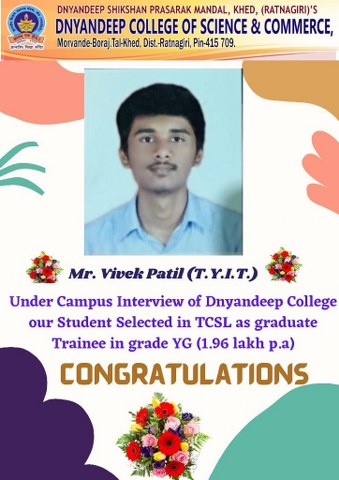 DNYANDEEP SHIKSHAN PRASARAK MANDAL, KHED, (RATNAGIRI)'S
DNYANDEEP COLLEGE OF SCIENCE & COMMERCE,
Morvande-Boraj.Tal-Khed, Dist.-Ratnagiri, Pin-415 709.
Mr. Vivek Patil (T.Y.I.T.)
Under Campus Interview of Dnyandeep College
our Student Selected in TCSL as graduate
Trainee in grade YG (1.96 lakh p.a)
CONGRATULATIONS